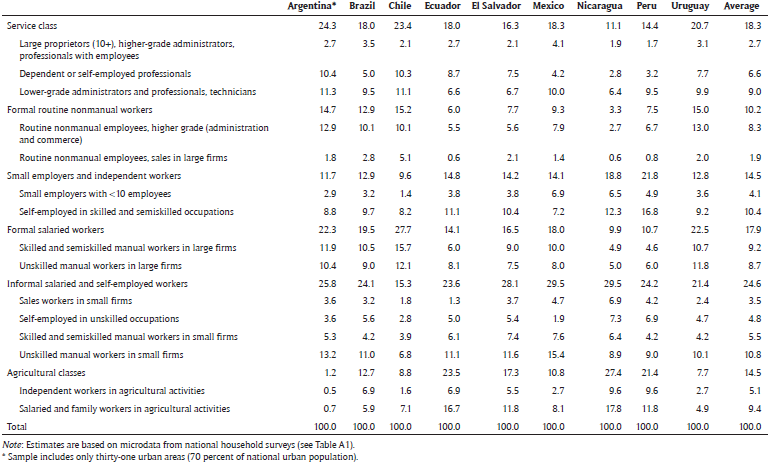 Argentina* Brazil Chile Ecuador El Salvador Mexico Nicaragua Peru Uruguay Average
Service class 24.3 18.0 23.4 18.0 16.3 18.3 11.1 14.4 20.7 18.3
Large proprietors (10+), higher-grade administrators, 2.7 3.5 2.1 2.7 2.1 4.1 1.9 1.7 3.1 2.7
professionals with employees
Dependent or self-employed professionals 10.4 5.0 10.3 8.7 7.5 4.2 2.8 3.2 7.7 6.6
Lower-grade administrators and professionals, technicians 11.3 9.5 11.1 6.6 6.7 10.0 6.4 9.5 9.9 9.0
Formal routine nonmanual workers 14.7 12.9 15.2 6.0 7.7 9.3 3.3 7.5 15.0 10.2
Routine nonmanual employees, higher grade (administration 12.9 10.1 10.1 5.5 5.6 7.9 2.7 6.7 13.0 8.3
and commerce)
Routine nonmanual employees, sales in large firms 1.8 2.8 5.1 0.6 2.1 1.4 0.6 0.8 2.0 1.9
Small employers and independent workers 11.7 12.9 9.6 14.8 14.2 14.1 18.8 21.8 12.8 14.5
Small employers with <10 employees 2.9 3.2 1.4 3.8 3.8 6.9 6.5 4.9 3.6 4.1
Self-employed in skilled and semiskilled occupations 8.8 9.7 8.2 11.1 10.4 7.2 12.3 16.8 9.2 10.4
Formal salaried workers 22.3 19.5 27.7 14.1 16.5 18.0 9.9 10.7 22.5 17.9
Skilled and semiskilled manual workers in large firms 11.9 10.5 15.7 6.0 9.0 10.0 4.9 4.6 10.7 9.2
Unskilled manual workers in large firms 10.4 9.0 12.1 8.1 7.5 8.0 5.0 6.0 11.8 8.7
Informal salaried and self-employed workers 25.8 24.1 15.3 23.6 28.1 29.5 29.5 24.2 21.4 24.6
Sales workers in small firms 3.6 3.2 1.8 1.3 3.7 4.7 6.9 4.2 2.4 3.5
Self-employed in unskilled occupations 3.6 5.6 2.8 5.0 5.4 1.9 7.3 6.9 4.7 4.8
Skilled and semiskilled manual workers in small firms 5.3 4.2 3.9 6.1 7.4 7.6 6.4 4.2 4.2 5.5
Unskilled manual workers in small firms 13.2 11.0 6.8 11.1 11.6 15.4 8.9 9.0 10.1 10.8
Agricultural classes 1.2 12.7 8.8 23.5 17.3 10.8 27.4 21.4 7.7 14.5
Independent workers in agricultural activities 0.5 6.9 1.6 6.9 5.5 2.7 9.6 9.6 2.7 5.1
Salaried and family workers in agricultural activities 0.7 5.9 7.1 16.7 11.8 8.1 17.8 11.8 4.9 9.4
Total 100.0 100.0 100.0 100.0 100.0 100.0 100.0 100.0 100.0 100.0
Note: Estimates are based on microdata from national household surveys (see Table A1).
* Sample includes only thirty-one urban areas (70 percent of national urban population).